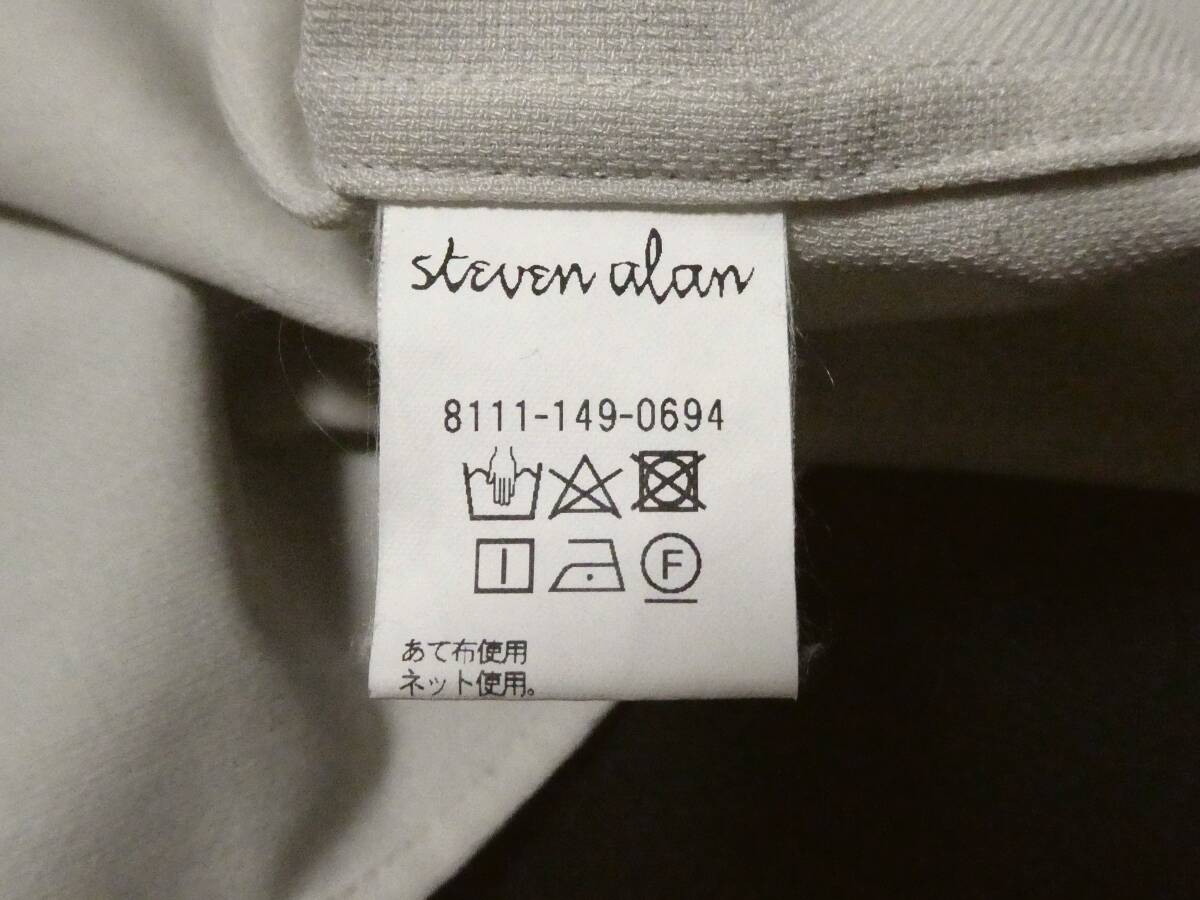 steven alan
8111-149-0694
F
あて布使用
ネット使用。